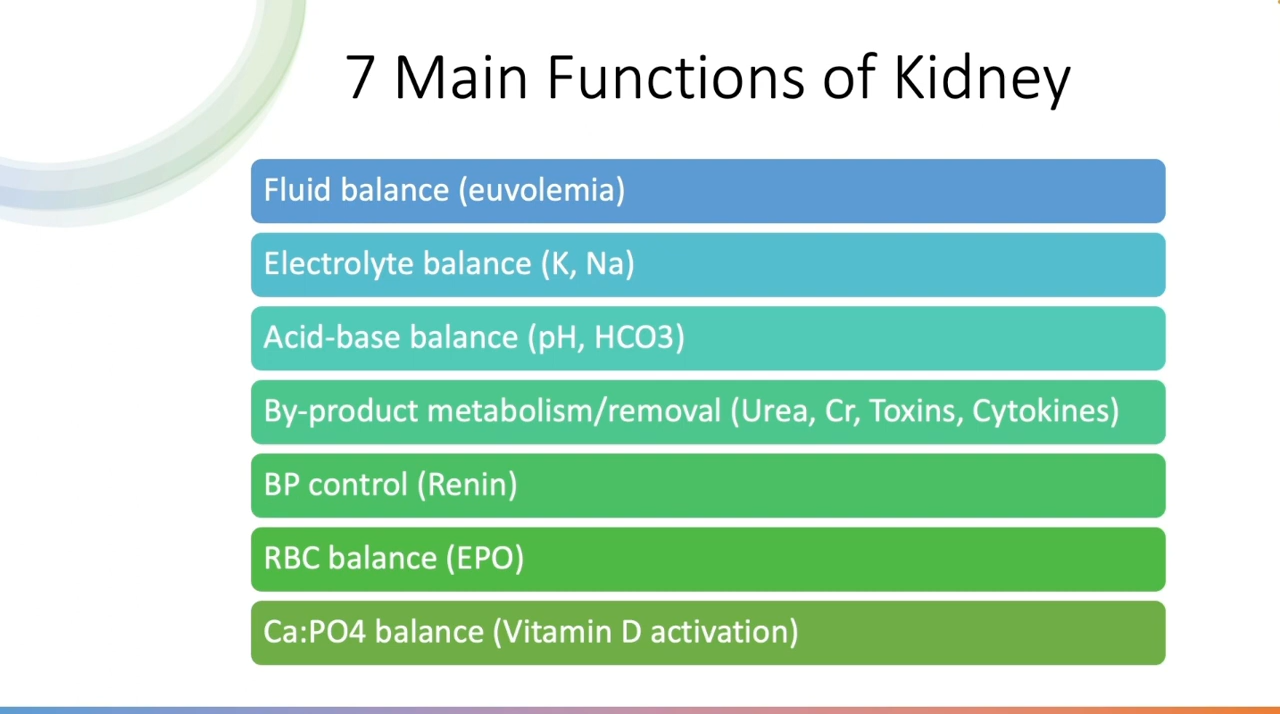 7 Main Functions of Kidney
Fluid balance (euvolemia)
Electrolyte balance (K, Na)
Acid-base balance (pH, HCO3)
By-product metabolism/removal (Urea, Cr, Toxins, Cytokines)
BP control (Renin)
RBC balance (EPO)
Ca:PO4 balance (Vitamin D activation)